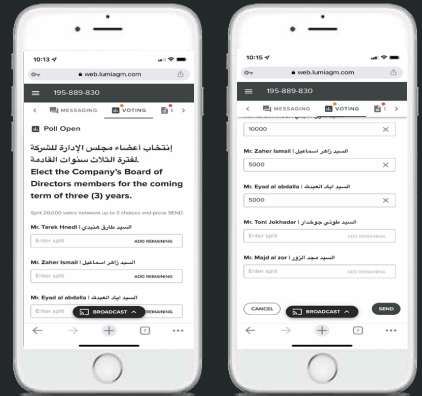 10:13
web.lumiagm.com
195-889-830
MESSAGING
VOTING
Poll Open
إنتخاب أعضاء مجلس الإدارة للشركة
لفترة الثلاث سنوات القادمة.
Elect the Company's Board of
Directors members for the coming
term of three (3) years.
Split 20,000 votes between up to 3 choices and press SEND.
Mr. Tarek Hnedi | السيد طارق هنيدي
Enter split ADD REMAINING
Mr. Zaher Ismail | السيد زاهر اسماعيل
Enter split ADD REMAINING
Mr. Eyad al abdalla | السيد اياد العبدلله
Enter split BROADCAST REMAINING
7
10:15
web.lumiagm.com
195-889-830
MESSAGING
VOTING
10000
Mr. Zaher Ismail | السيد زاهر اسماعيل
5000
Mr. Eyad al abdalla | السيد اياد العبدلله
5000
Mr. Toni Jokhadar | السيد طوني جوخدار
Enter split ADD REMAINING
Mr. Majd al zor | السيد مجد الزور
Enter split ADD REMAINING
CANCEL BROADCAST SEND
7